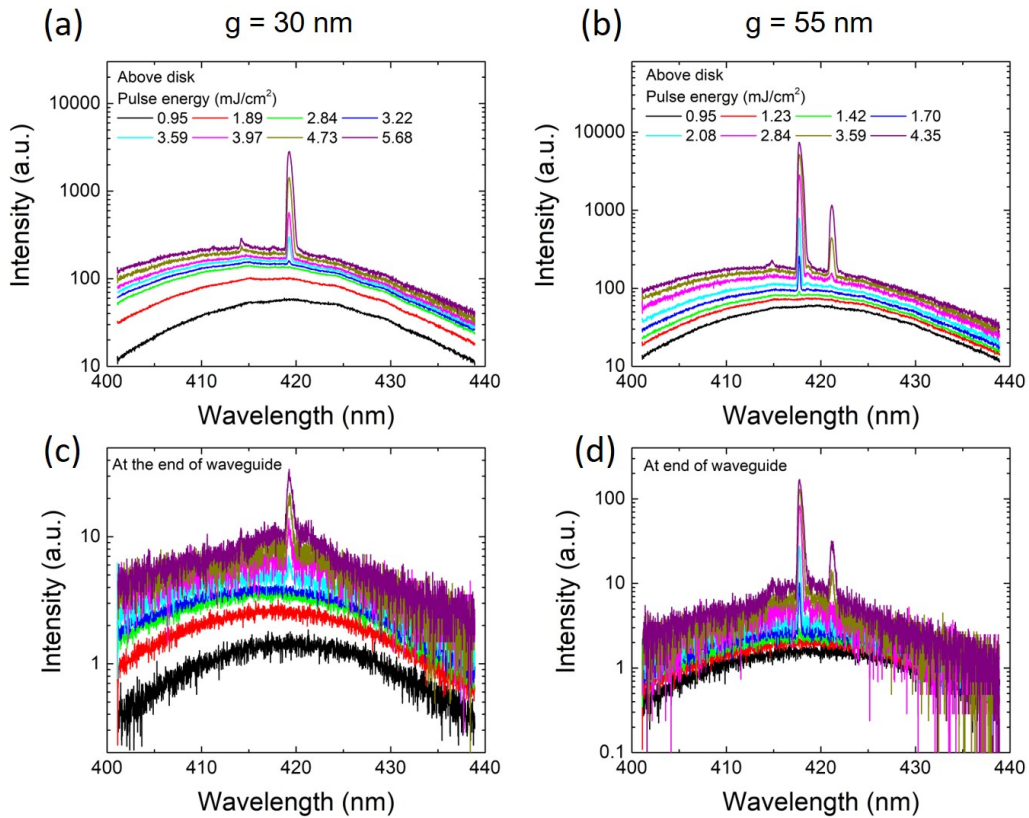 (a) g = 30 nm
Above disk
Pulse energy (mJ/cm²)
0.95 1.89 2.84 3.22
3.59 3.97 4.73 5.68
10000
1000
100
10
Intensity (a.u.)
400 410 420 430 440
Wavelength (nm)
(b) g = 55 nm
Above disk
Pulse energy (mJ/cm²)
0.95 1.23 1.42 1.70
2.08 2.84 3.59 4.35
10000
1000
100
10
Intensity (a.u.)
400 410 420 430 440
Wavelength (nm)
(c)
At the end of waveguide
10
1
Intensity (a.u.)
400 410 420 430 440
Wavelength (nm)
(d)
At end of waveguide
100
10
1
0.1
Intensity (a.u.)
400 410 420 430 440
Wavelength (nm)